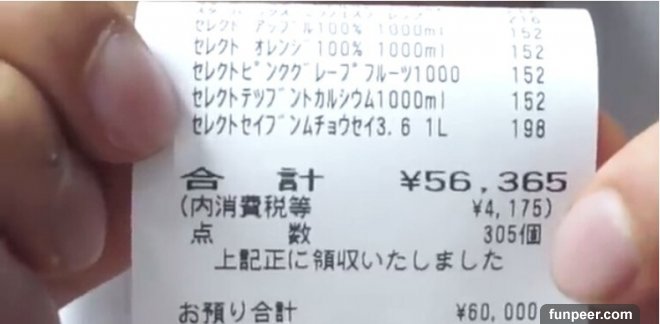 216
セレクト アップル100% 1000ml 152
セレクト オレンジ100% 1000ml 152
セレクトピンクグレープフルーツ1000 152
セレクトテツブントカルシウム1000ml 152
セレクトセイブンムチョウセイ3.6 1L 198
合 計 ¥56,365
(内消費税等 ¥4,175)
点 数 305個
上記正に領収いたしました
お預り合計 ¥60,000
funpeer.com